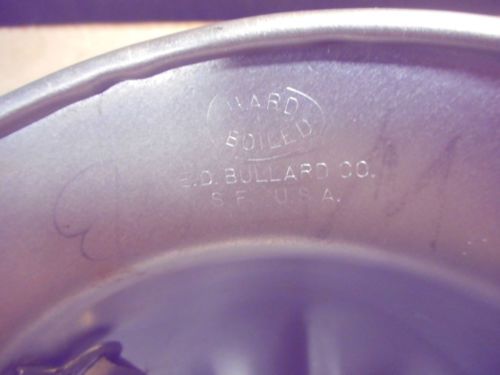 HARD
BOILED
E.D. BULLARD CO.
S.F. U.S.A.